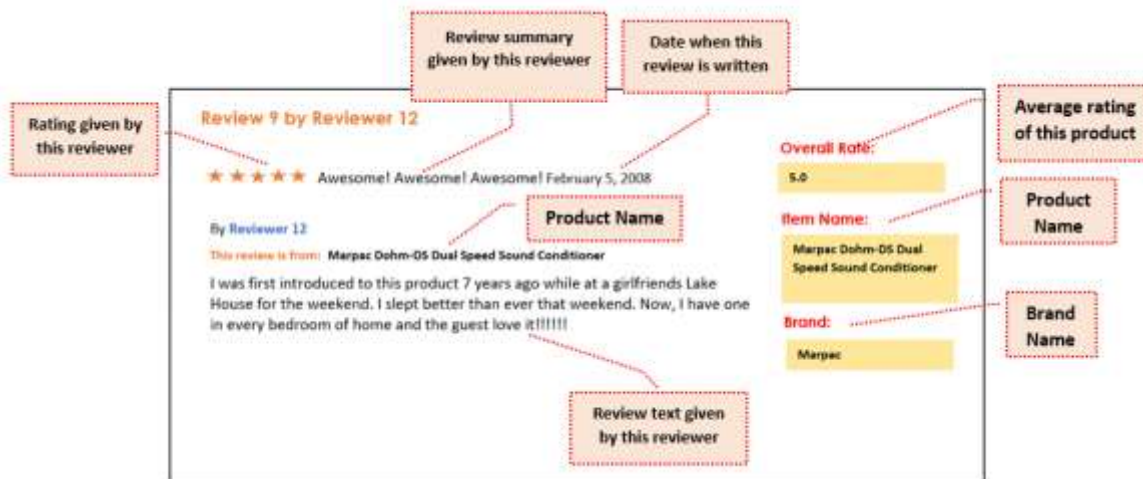 Review summary
given by this reviewer
Date when this
review is written
Rating given by
this reviewer
Average rating
of this product
Review 9 by Reviewer 12
Overall Rate:
★★★★★ Awesome! Awesome! Awesome! February 5, 2008
5.0
Product Name
Product
Name
Item Name:
By Reviewer 12
This review is from: Marpac Dohm-DS Dual Speed Sound Conditioner
Marpac Dohm-DS Dual
Speed Sound Conditioner
I was first introduced to this product 7 years ago while at a girlfriends Lake
House for the weekend. I slept better than ever that weekend. Now, I have one
in every bedroom of home and the guest love it!!!!!!
Brand:
Brand
Name
Marpac
Review text given
by this reviewer